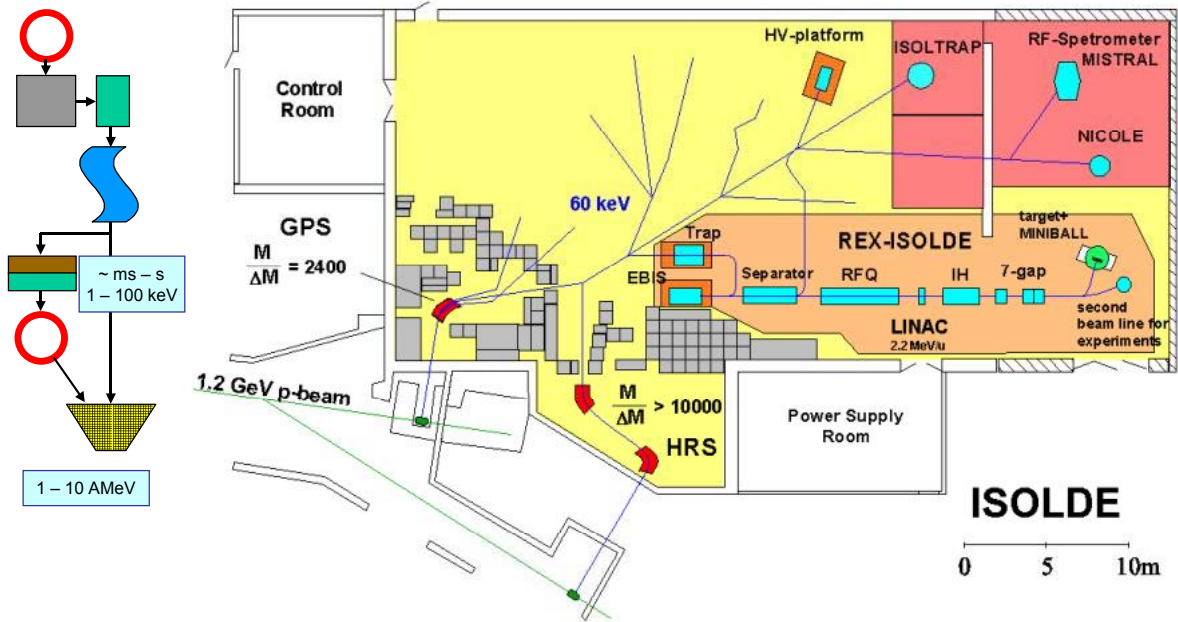 ~ ms – s
1 – 100 keV
1 – 10 AMeV
Control
Room
GPS
M
ΔM
= 2400
60 keV
HV-platform
ISOLTRAP
RF-Spetrometer
MISTRAL
NICOLE
Trap
EBIS
REX-ISOLDE
Separator
RFQ
IH
7-gap
target+
MINIBALL
LINAC
2.2 MeV/u
second
beam line for
experiments
1.2 GeV p-beam
M
ΔM
> 10000
HRS
Power Supply
Room
ISOLDE
0 5 10m